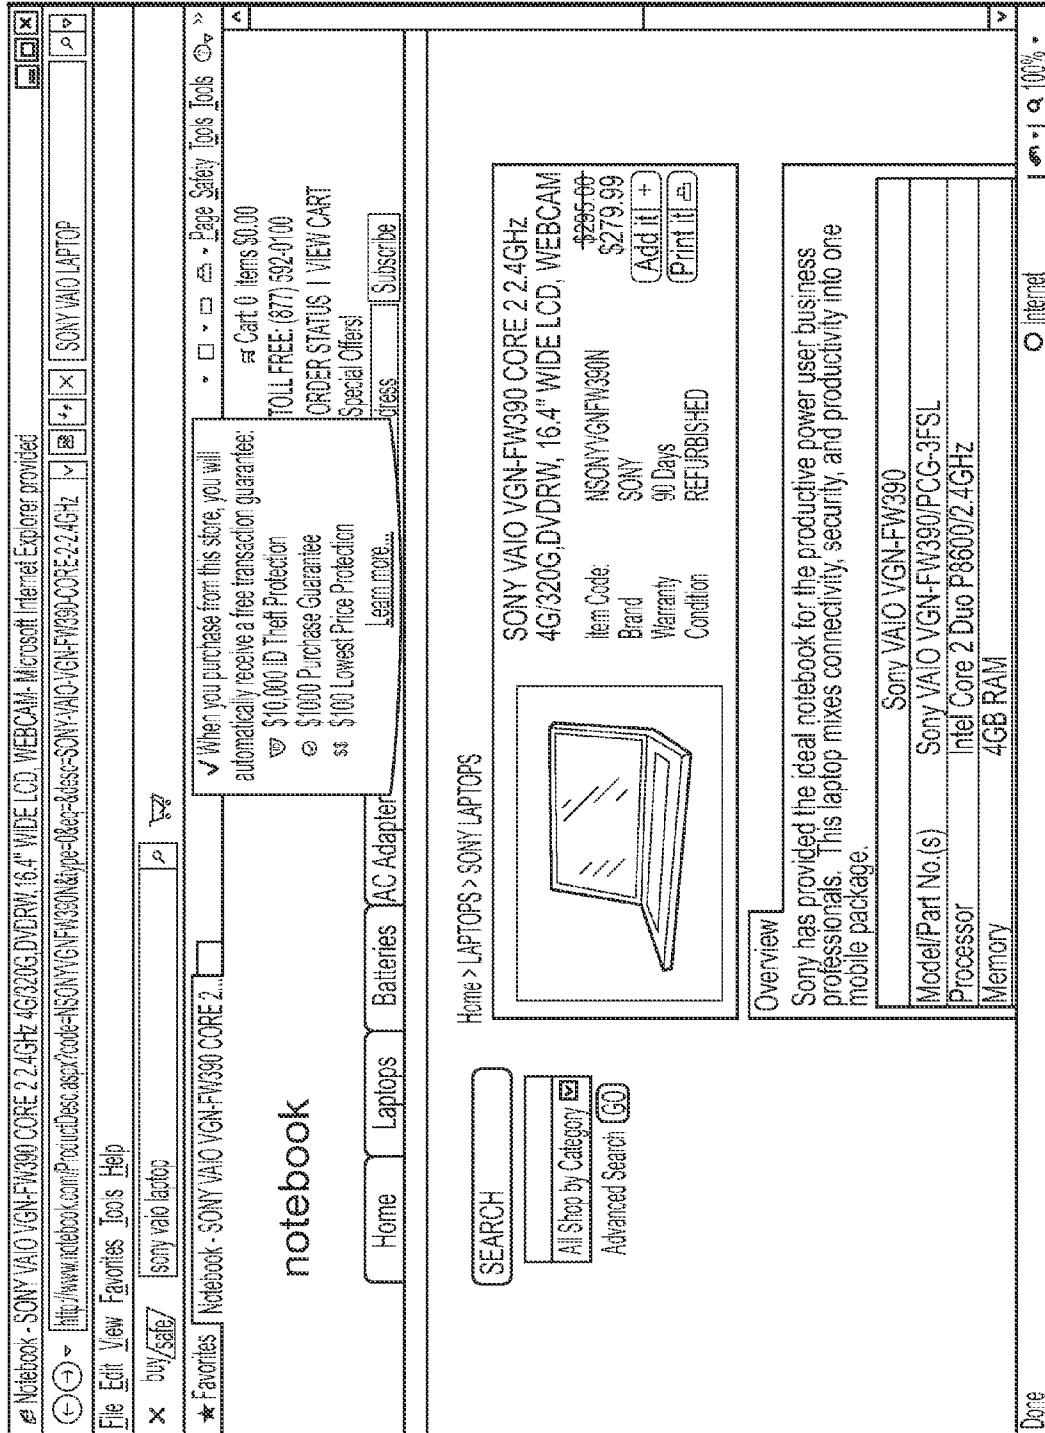 Notebook - SONY VAIO VGN-FW390 CORE 2 2.4GHz 4G/320G,DVDRW, 16.4" WIDE LCD, WEBCAM- Microsoft Internet Explorer provided
http://www.notebook.com/ProductDesc.aspx?code=NSONYVGNFW390N&type=0&eq=&desc=SONY-VAIO-VGN-FW390-CORE-2-2.4GHz
SONY VAIO LAPTOP
File Edit View Favorites Tools Help
X buy/safe/ sony vaio laptop
Favorites Notebook - SONY VAIO VGN-FW390 CORE 2...
Page Safety Tools Tools »
✓ When you purchase from this store, you will
automatically receive a free transaction guarantee:
$10,000 ID Theft Protection
$1000 Purchase Guarantee
$$ $100 Lowest Price Protection
Learn more...
Cart: 0 items $0.00
TOLL FREE: (877) 592-0100
ORDER STATUS | VIEW CART
Special Offers!
dress Subscribe
notebook
Home Laptops Batteries AC Adapter
Home > LAPTOPS > SONY LAPTOPS
SEARCH
All Shop by Category
Advanced Search GO
SONY VAIO VGN-FW390 CORE 2 2.4GHz
4G/320G,DVDRW, 16.4" WIDE LCD, WEBCAM
Item Code: NSONYVGNFW390N
Brand SONY
Warranty 90 Days
Condition REFURBISHED
$295.00
$279.99
Add it +
Print it
Overview
Sony has provided the ideal notebook for the productive power user business
professionals. This laptop mixes connectivity, security, and productivity into one
mobile package.
Sony VAIO VGN-FW390
Model/Part No.(s) Sony VAIO VGN-FW390/PCG-3FSL
Processor Intel Core 2 Duo P8600/2.4GHz
Memory 4GB RAM
Done Internet 100%